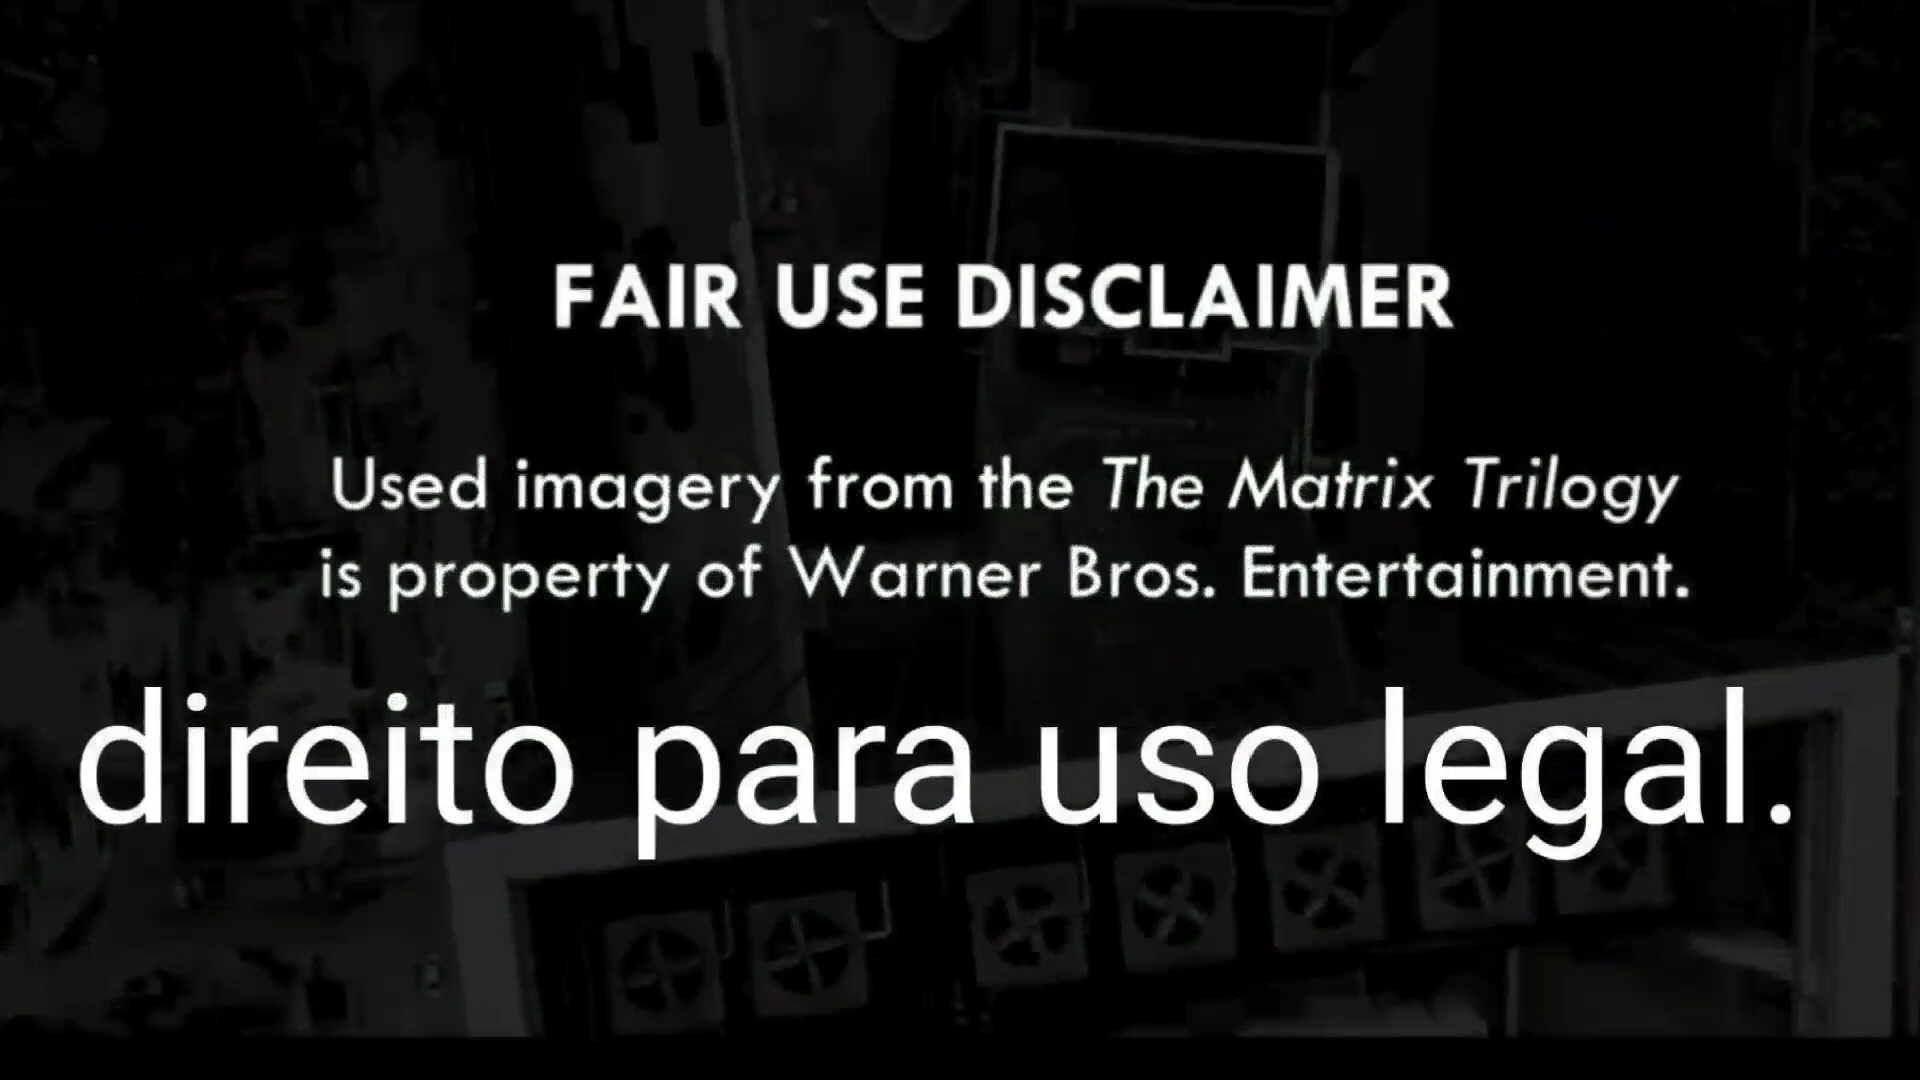 FAIR USE DISCLAIMER
Used imagery from the The Matrix Trilogy
is property of Warner Bros. Entertainment.
direito para uso legal.